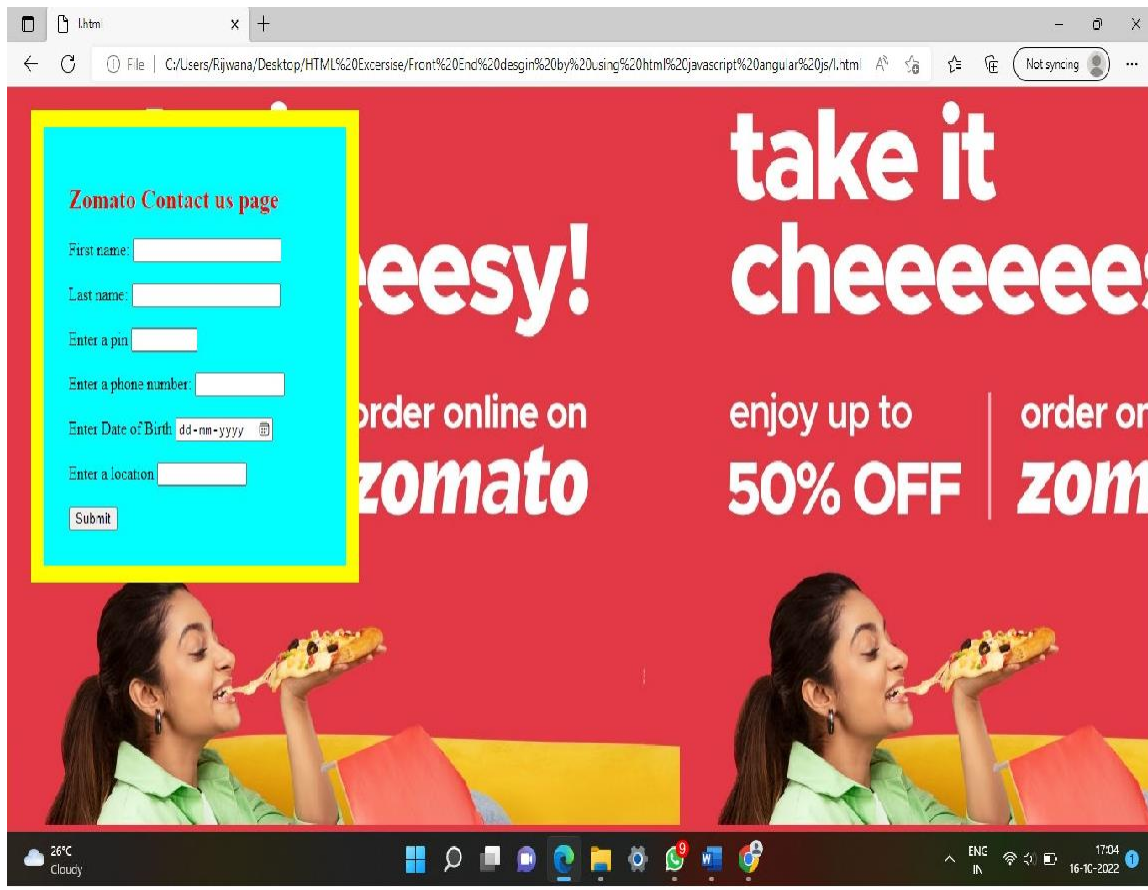 l.html
File | C:/Users/Rijwana/Desktop/HTML%20Excersise/Front%20End%20desgin%20by%20using%20html%20javascript%20angular%20js/l.html
Not syncing
Zomato Contact us page
First name:
Last name:
Enter a pin
Enter a phone number:
Enter Date of Birth dd-mm-yyyy
Enter a location
Submit
eeesy!
order online on
zomato
take it
cheeeeees
enjoy up to
50% OFF
order on
zom
26°C
Cloudy
9
ENG
IN
17:04
16-10-2022
1